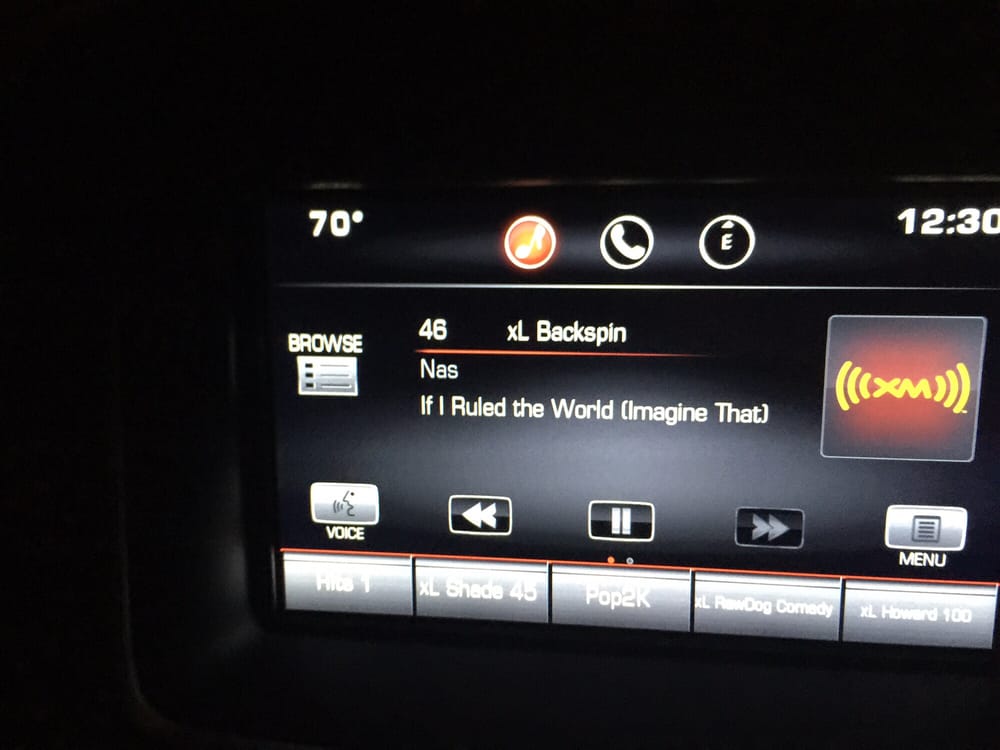 70°
E
12:30
BROWSE
46 xL Backspin
Nas
If I Ruled the World (Imagine That)
((( XM )))
VOICE
MENU
Hits 1
xL Shade 45
Pop2K
xL RawDog Comedy
xL Howard 100